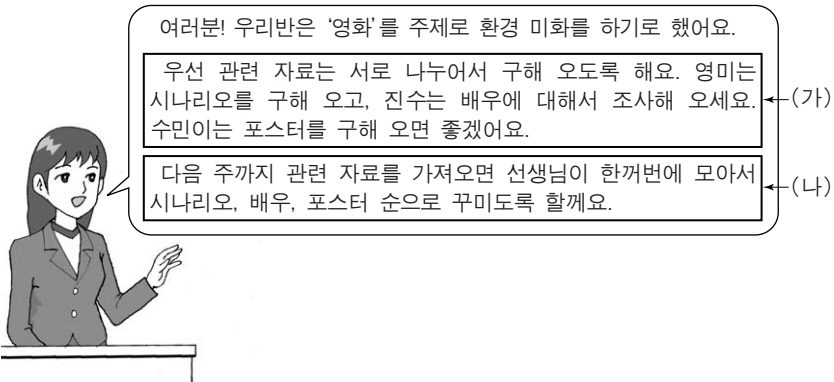 여러분! 우리반은 ‘영화’를 주제로 환경 미화를 하기로 했어요.
우선 관련 자료는 서로 나누어서 구해 오도록 해요. 영미는
시나리오를 구해 오고, 진수는 배우에 대해서 조사해 오세요.
수민이는 포스터를 구해 오면 좋겠어요.
(가)
다음 주까지 관련 자료를 가져오면 선생님이 한꺼번에 모아서
시나리오, 배우, 포스터 순으로 꾸미도록 할께요.
(나)